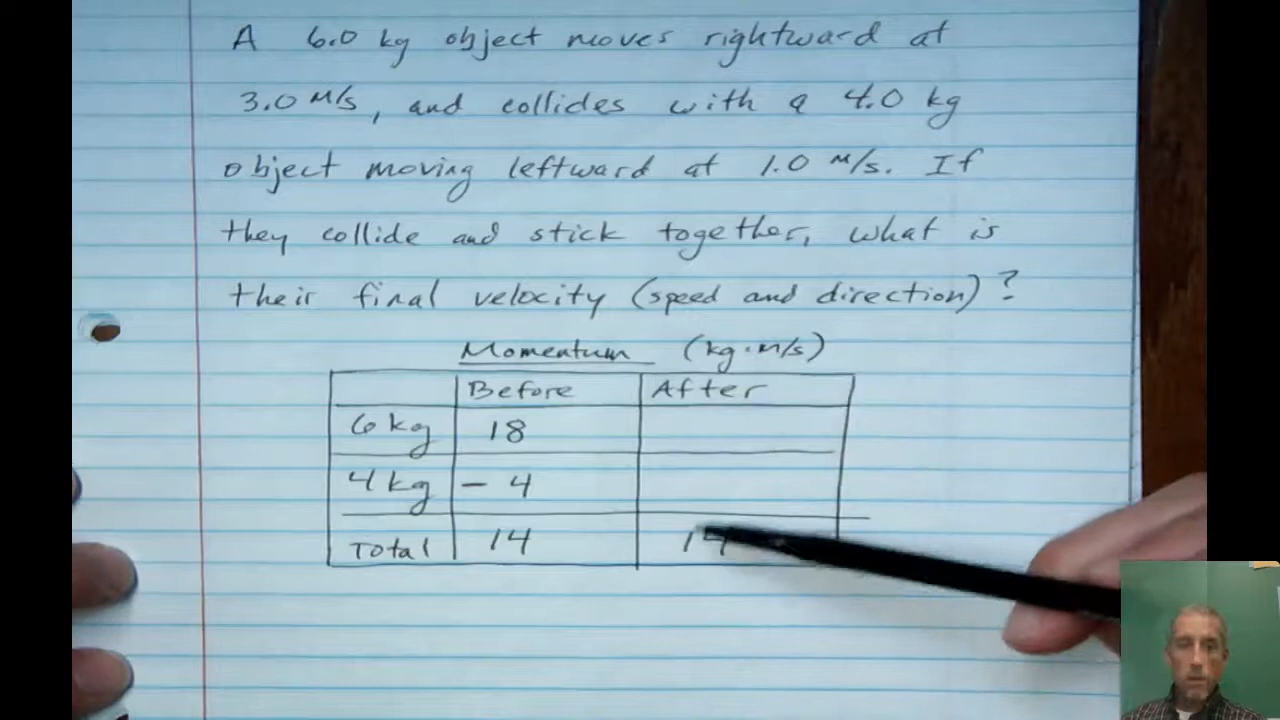 A 6.0 kg object moves rightward at
3.0 m/s, and collides with a 4.0 kg
object moving leftward at 1.0 m/s. If
they collide and stick together, what is
their final velocity (speed and direction)?
Momentum (kg·m/s)
Before After
6 kg 18
4 kg - 4
Total 14 14